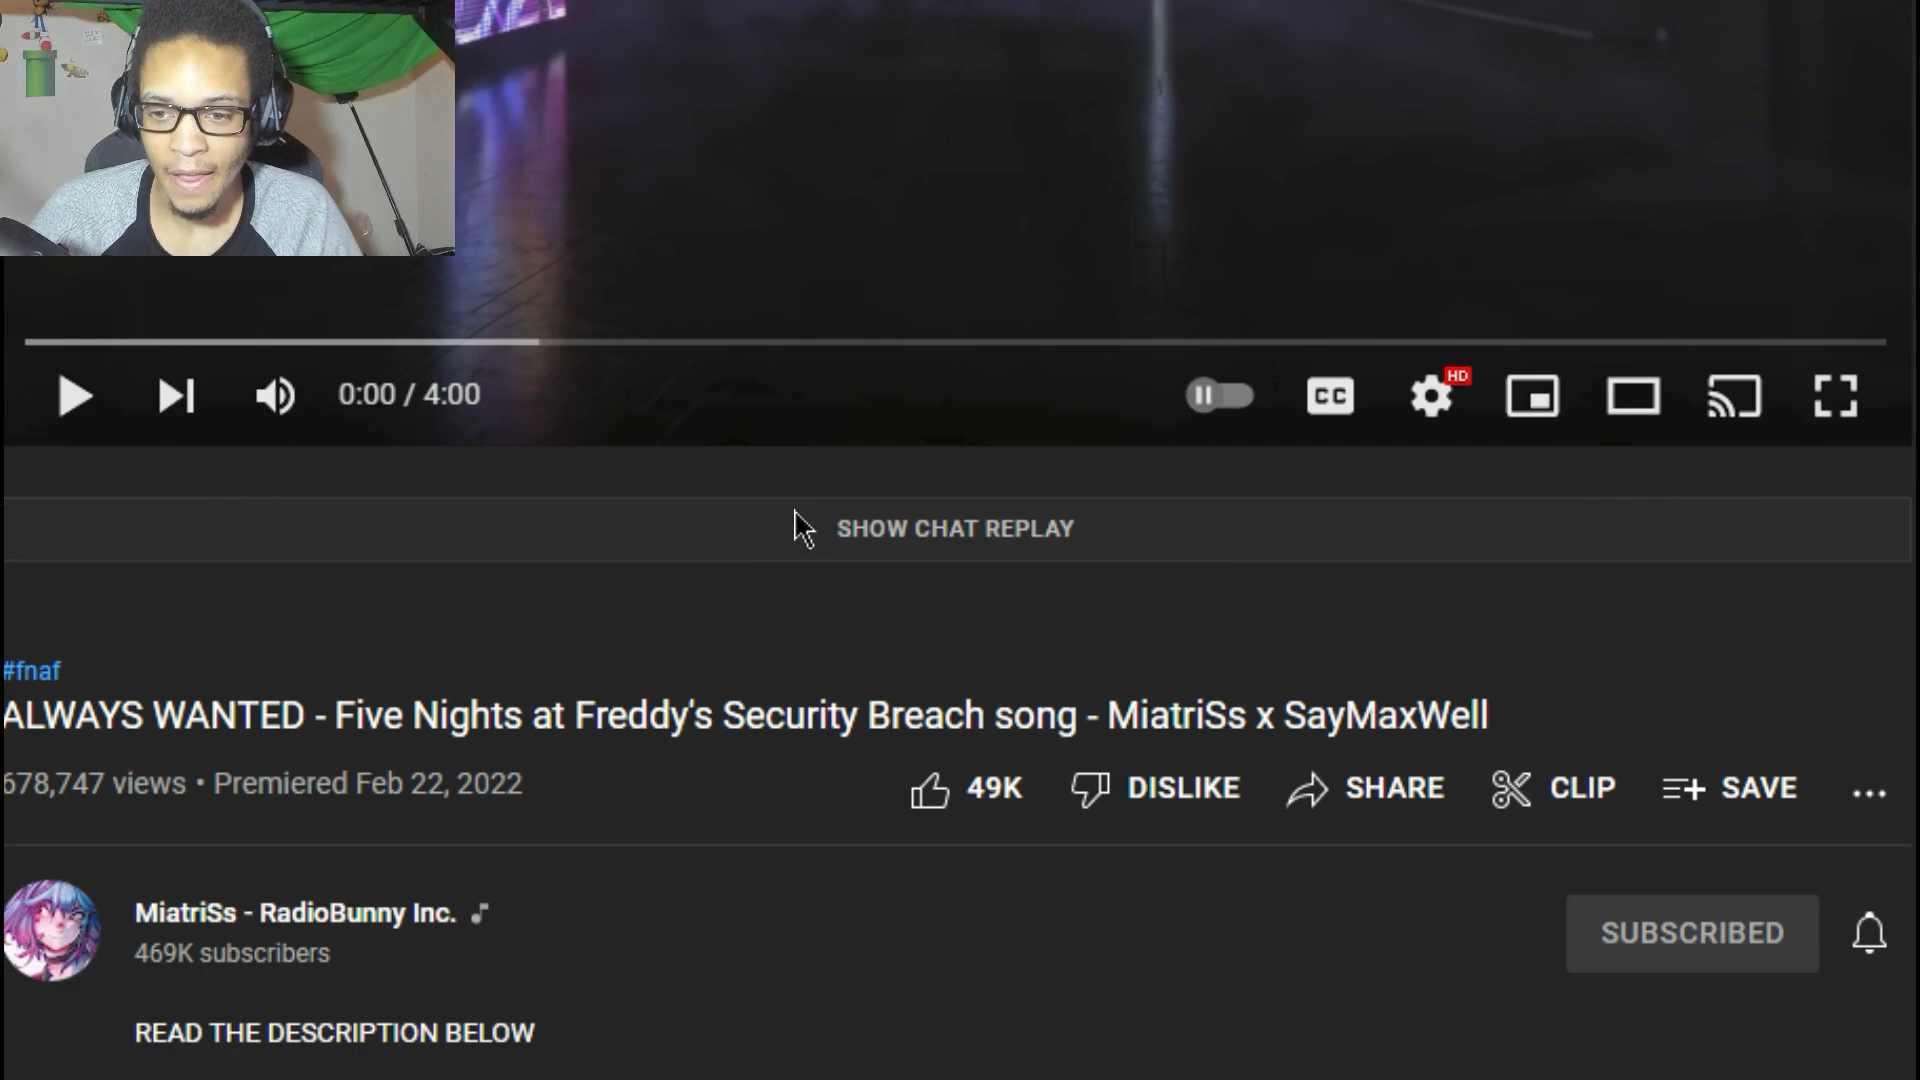 0:00 / 4:00
CC
HD
SHOW CHAT REPLAY
#fnaf
ALWAYS WANTED - Five Nights at Freddy's Security Breach song - MiatriSs x SayMaxWell
678,747 views • Premiered Feb 22, 2022
49K DISLIKE SHARE CLIP SAVE ...
MiatriSs - RadioBunny Inc.
469K subscribers
SUBSCRIBED
READ THE DESCRIPTION BELOW